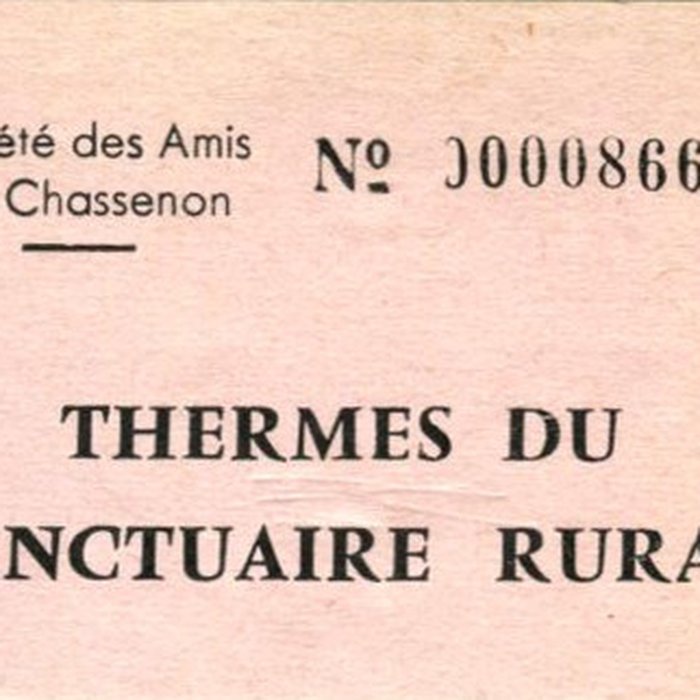 été des Amis
Chassenon
Nº 0000866
THERMES DU
NCTUAIRE RURA